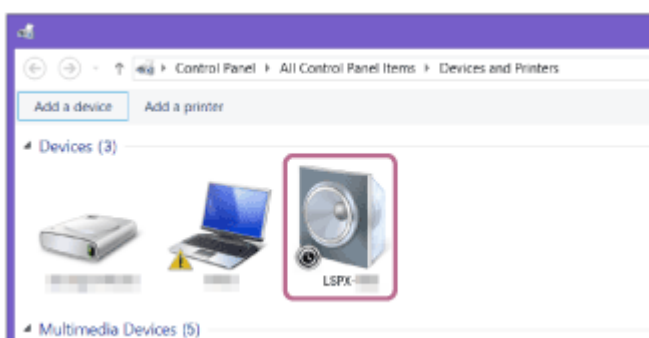 Control Panel ▸ All Control Panel Items ▸ Devices and Printers
Add a device Add a printer
Devices (3)
LSPX-
Multimedia Devices (5)